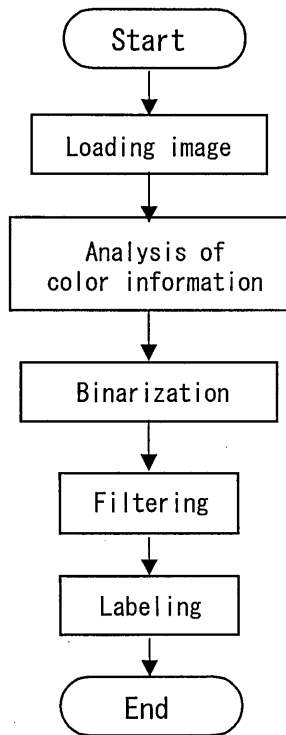 Start
Loading image
Analysis of
color information
Binarization
Filtering
Labeling
End